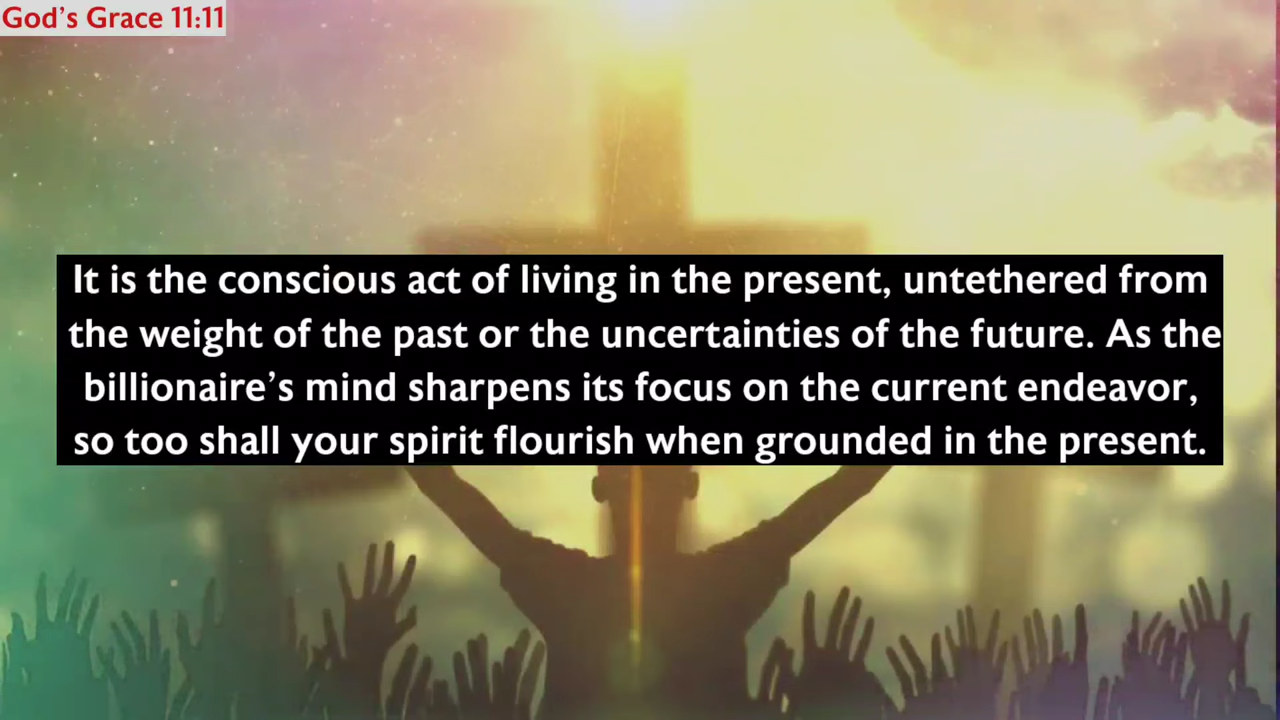 God's Grace 11:11
It is the conscious act of living in the present, untethered from
the weight of the past or the uncertainties of the future. As the
billionaire's mind sharpens its focus on the current endeavor,
so too shall your spirit flourish when grounded in the present.